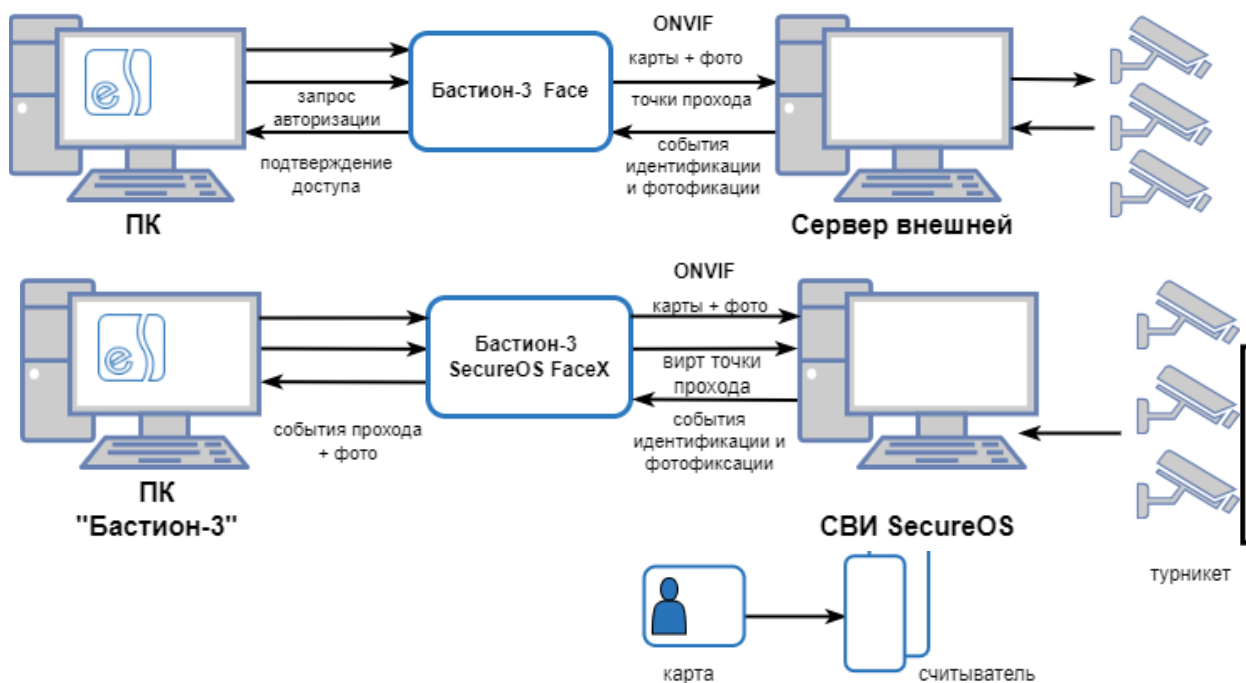 ONVIF
карты + фото
Бастион-3 Face
запрос
авторизации
точки прохода
подтверждение
доступа
события
идентификации
и фотофикации
ПК
Сервер внешней
ONVIF
карты + фото
Бастион-3
SecureOS FaceX
вирт точки
прохода
события прохода
+ фото
события
идентификации и
фотофиксации
ПК
"Бастион-3"
СВИ SecureOS
турникет
карта
считыватель